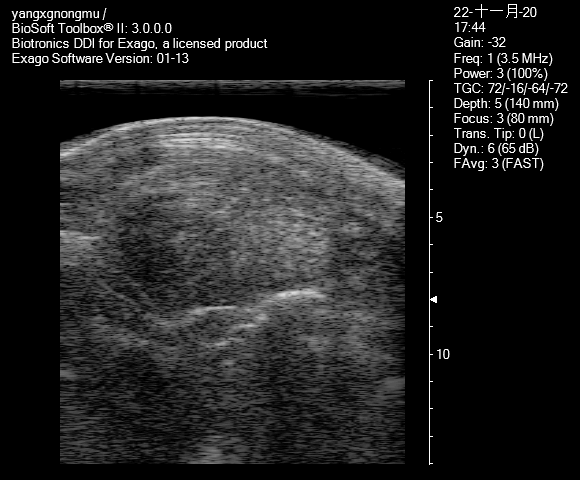 yangxgnongmu /
BioSoft Toolbox® II: 3.0.0.0
Biotronics DDI for Exago, a licensed product
Exago Software Version: 01-13
22-十一月-20
17:44
Gain: -32
Freq: 1 (3.5 MHz)
Power: 3 (100%)
TGC: 72/-16/-64/-72
Depth: 5 (140 mm)
Focus: 3 (80 mm)
Trans. Tip: 0 (L)
Dyn.: 6 (65 dB)
FAvg: 3 (FAST)
5
10